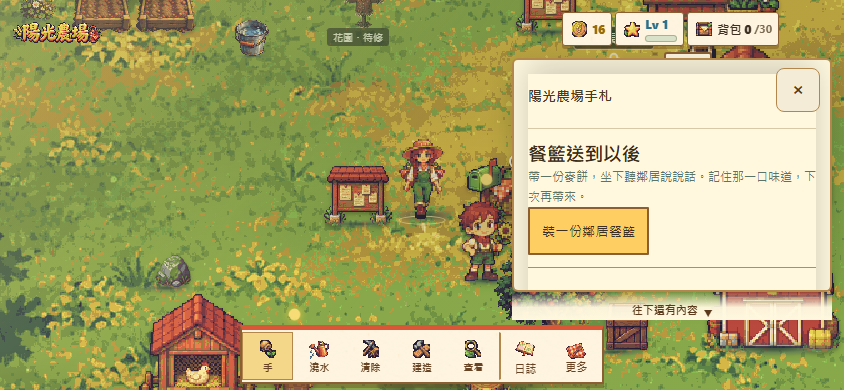 陽光農場
花圃·待修
16
Lv 1
背包 0 /30
陽光農場手札
×
餐籃送到以後
帶一份麥餅，坐下聽鄰居說說話。記住那一口味道，下
次再帶來。
裝一份鄰居餐籃
往下還有內容 ▼
手
澆水
清除
建造
查看
日誌
更多